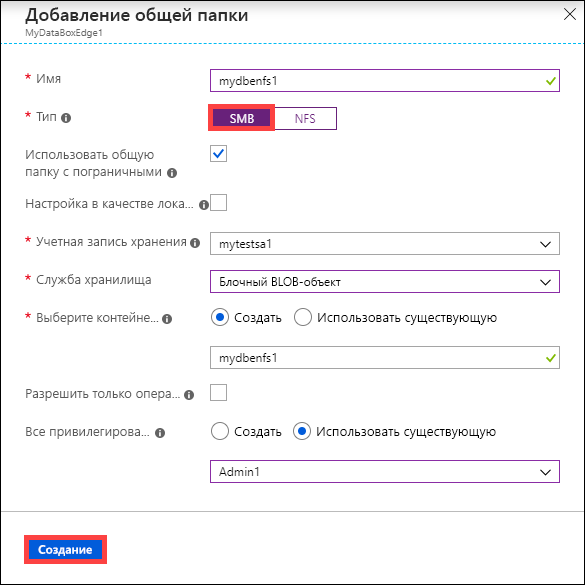 Добавление общей папки
MyDataBoxEdge1
* Имя
mydbenfs1
* Тип
SMB
NFS
Использовать общую
папку с пограничными
Настройка в качестве лока...
* Учетная запись хранения
mytestsa1
* Служба хранилища
Блочный BLOB-объект
* Выберите контейне...
Создать
Использовать существующую
mydbenfs1
Разрешить только опера...
Все привилегирова...
Создать
Использовать существующую
Admin1
Создание